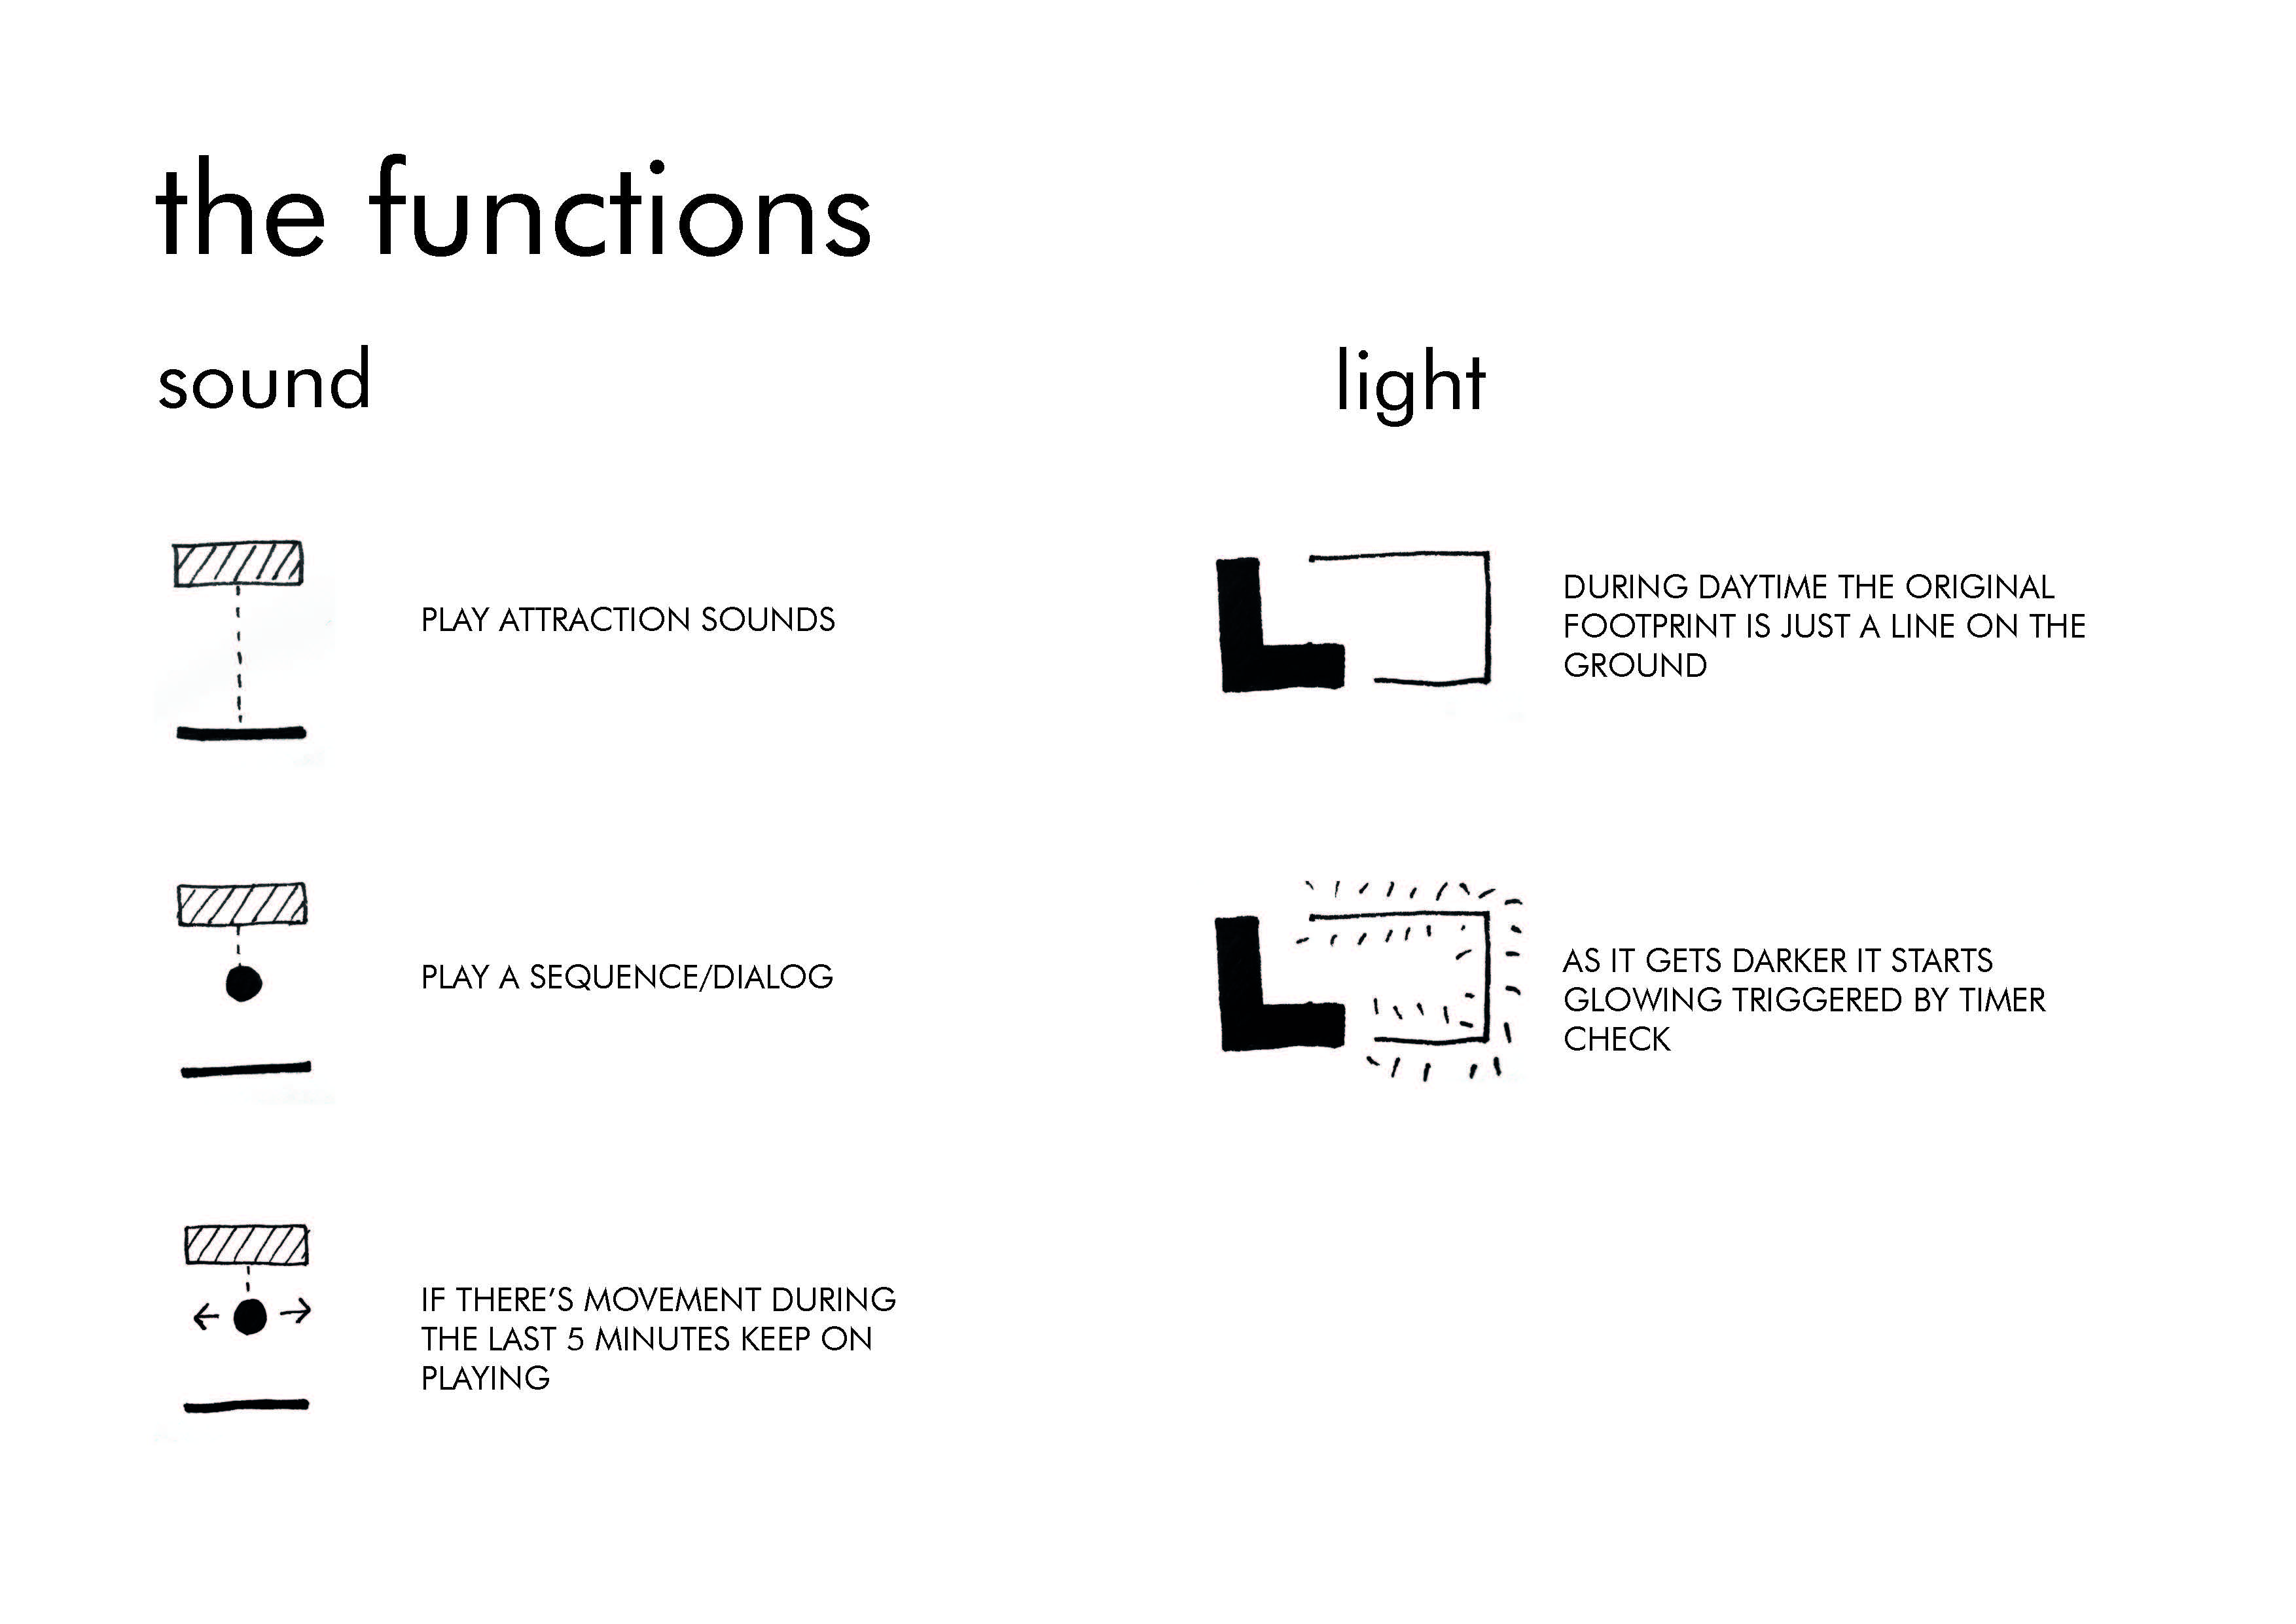 the functions
sound
PLAY ATTRACTION SOUNDS
PLAY A SEQUENCE/DIALOG
IF THERE'S MOVEMENT DURING
THE LAST 5 MINUTES KEEP ON
PLAYING
light
DURING DAYTIME THE ORIGINAL
FOOTPRINT IS JUST A LINE ON THE
GROUND
AS IT GETS DARKER IT STARTS
GLOWING TRIGGERED BY TIMER
CHECK